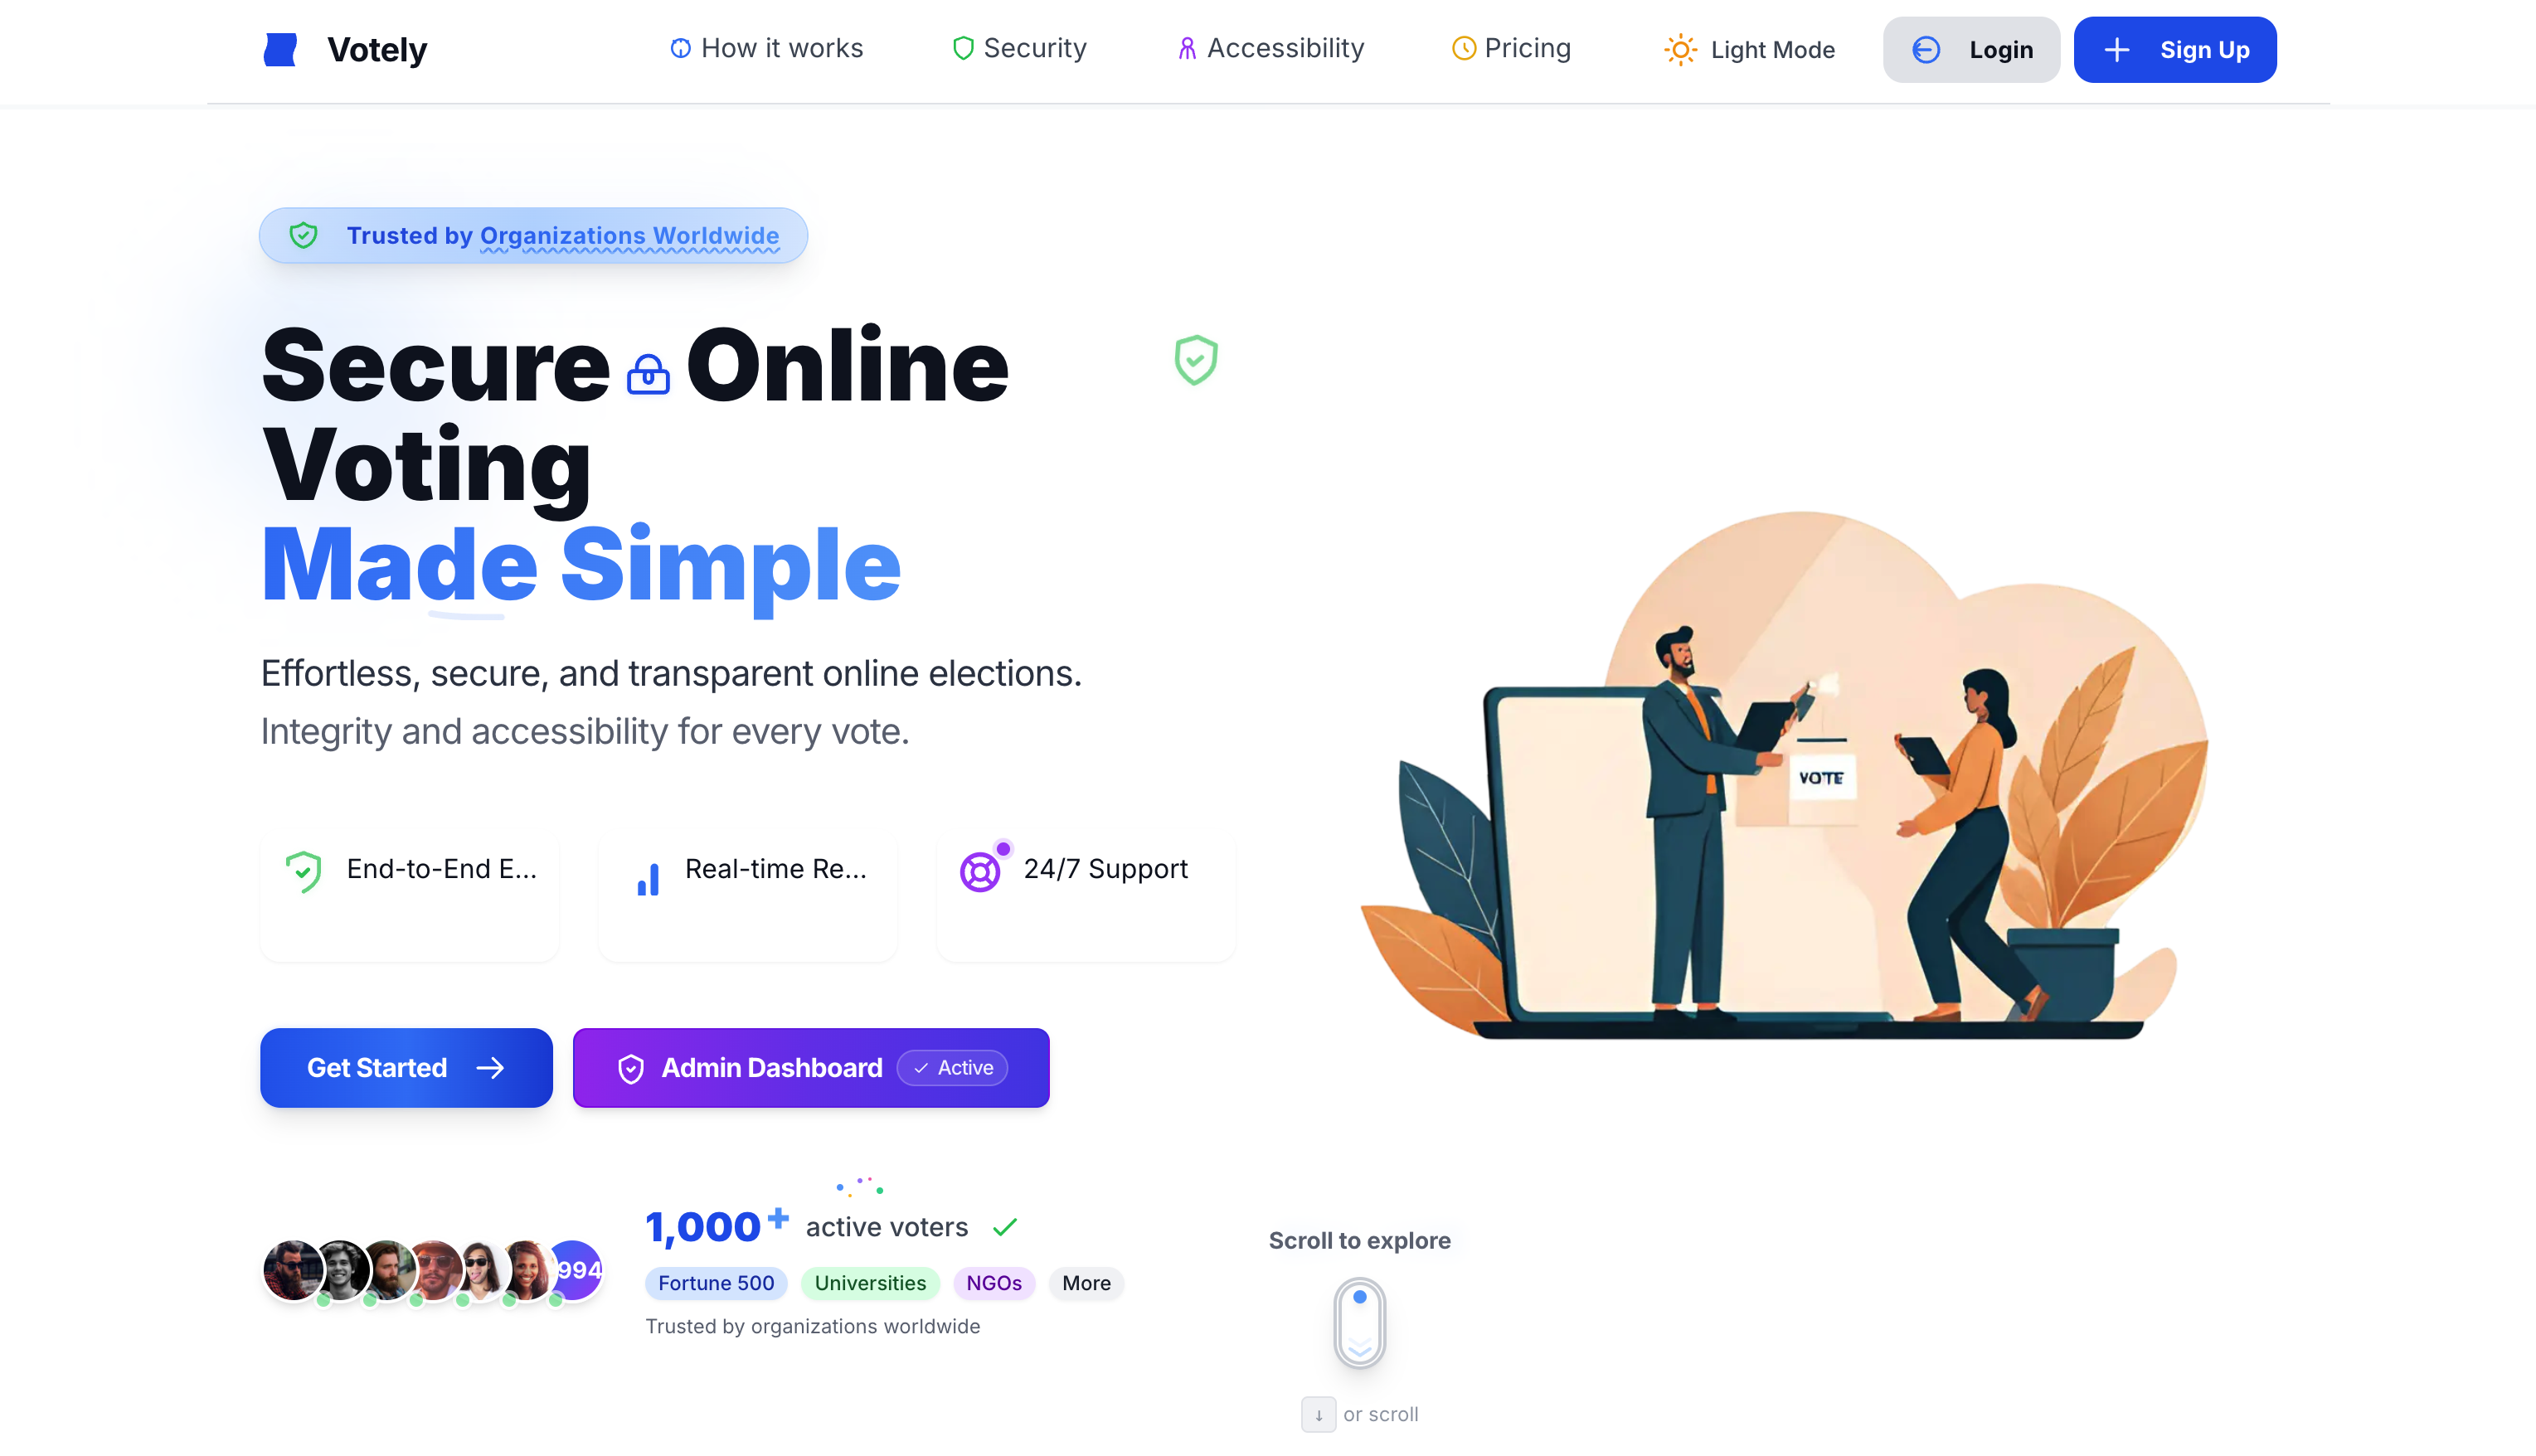 Votely
How it works
Security
Accessibility
Pricing
Light Mode
Login
Sign Up
Trusted by Organizations Worldwide
Secure Online
Voting
Made Simple
Effortless, secure, and transparent online elections.
Integrity and accessibility for every vote.
VOTE
End-to-End E...
Real-time Re...
24/7 Support
Get Started
Admin Dashboard
Active
994
1,000+ active voters
Fortune 500
Universities
NGOs
More
Trusted by organizations worldwide
Scroll to explore
↓ or scroll